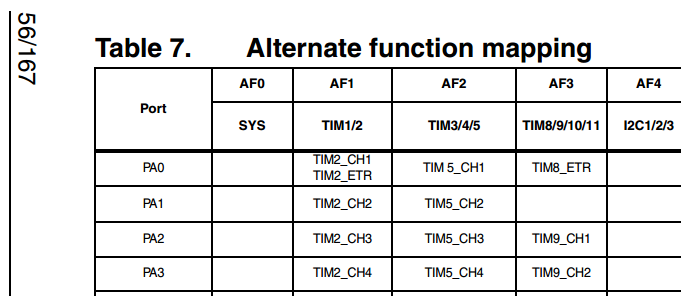 56/167
Table 7. Alternate function mapping
Port AF0 AF1 AF2 AF3 AF4
SYS TIM1/2 TIM3/4/5 TIM8/9/10/11 I2C1/2/3
PA0 TIM2_CH1 TIM2_ETR TIM 5_CH1 TIM8_ETR
PA1 TIM2_CH2 TIM5_CH2
PA2 TIM2_CH3 TIM5_CH3 TIM9_CH1
PA3 TIM2_CH4 TIM5_CH4 TIM9_CH2